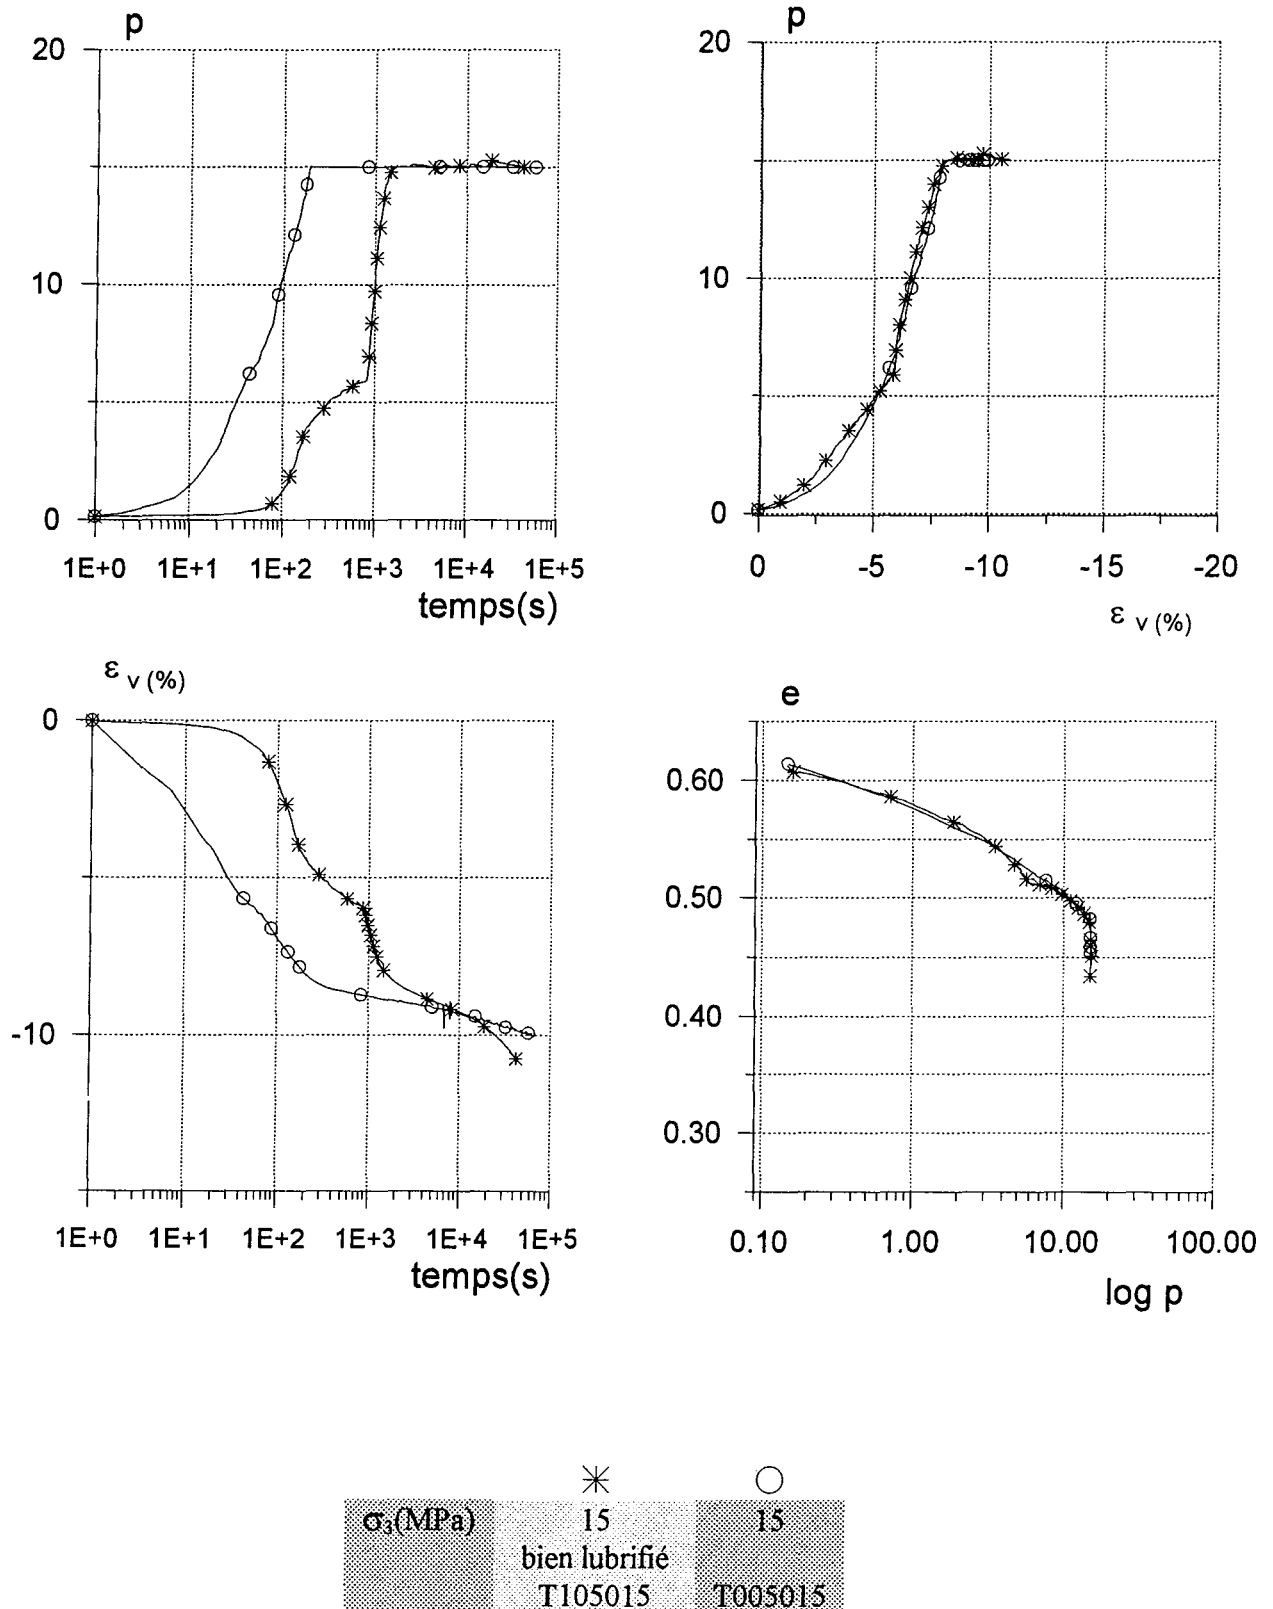 p
20
10
0
1E+0 1E+1 1E+2 1E+3 1E+4 1E+5
temps(s)
p
20
10
0
0 -5 -10 -15 -20
ε v (%)
ε v (%)
0
-10
1E+0 1E+1 1E+2 1E+3 1E+4 1E+5
temps(s)
e
0.60
0.50
0.40
0.30
0.10 1.00 10.00 100.00
log p
σ3(MPa) 15 15
bien lubrifié
T105015 T005015